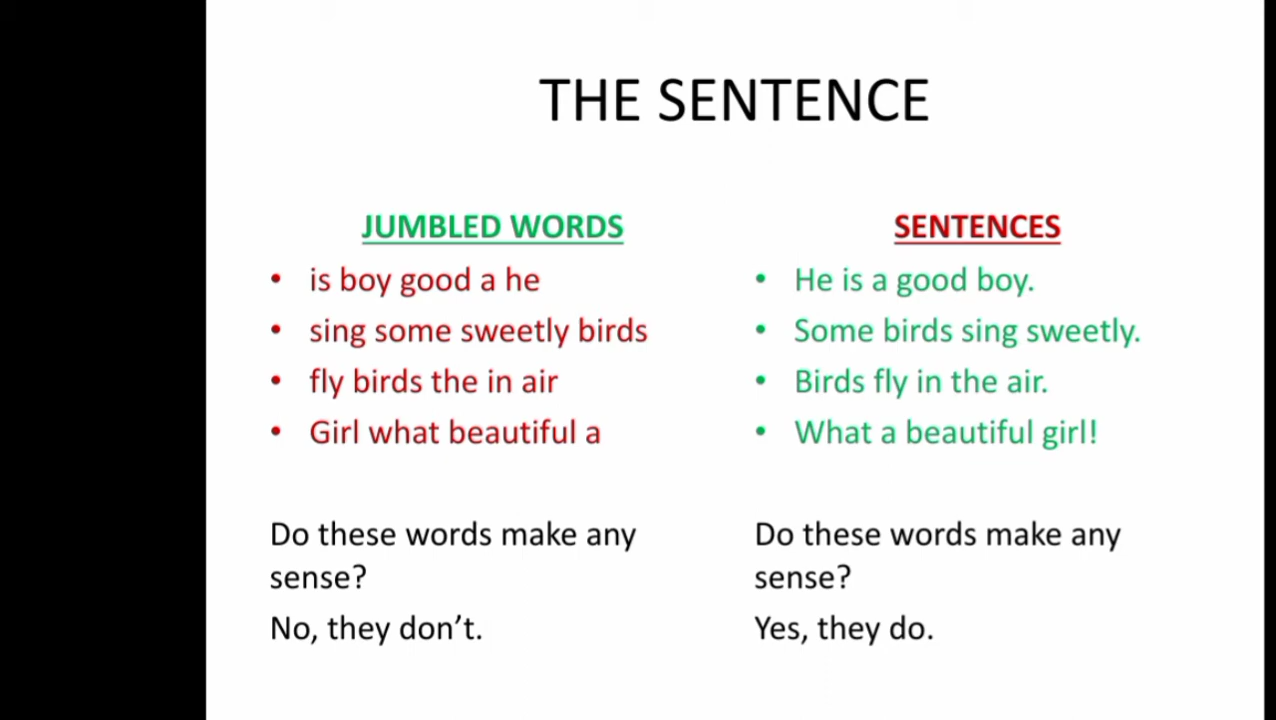 THE SENTENCE
JUMBLED WORDS
• is boy good a he
• sing some sweetly birds
• fly birds the in air
• Girl what beautiful a
Do these words make any
sense?
No, they don’t.
SENTENCES
• He is a good boy.
• Some birds sing sweetly.
• Birds fly in the air.
• What a beautiful girl!
Do these words make any
sense?
Yes, they do.